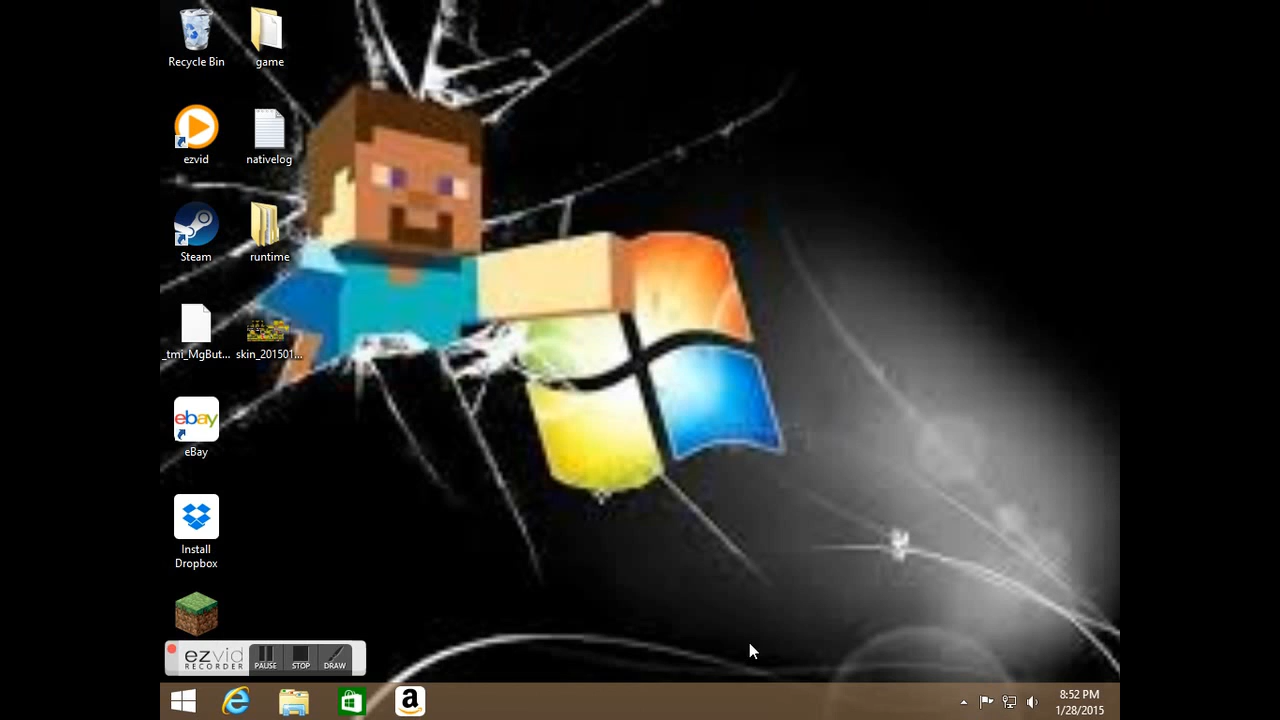 Recycle Bin
game
ezvid
nativelog
Steam
runtime
_tmi_MgBut...
skin_201501...
ebay
eBay
Install
Dropbox
ezvid
RECORDER
PAUSE
STOP
DRAW
a
8:52 PM
1/28/2015